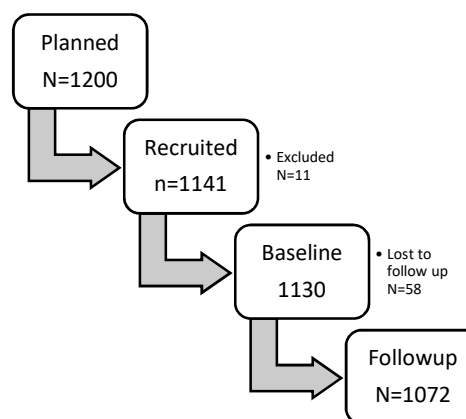 Planned
N=1200
Recruited
n=1141
• Excluded
N=11
Baseline
1130
• Lost to
follow up
N=58
Followup
N=1072